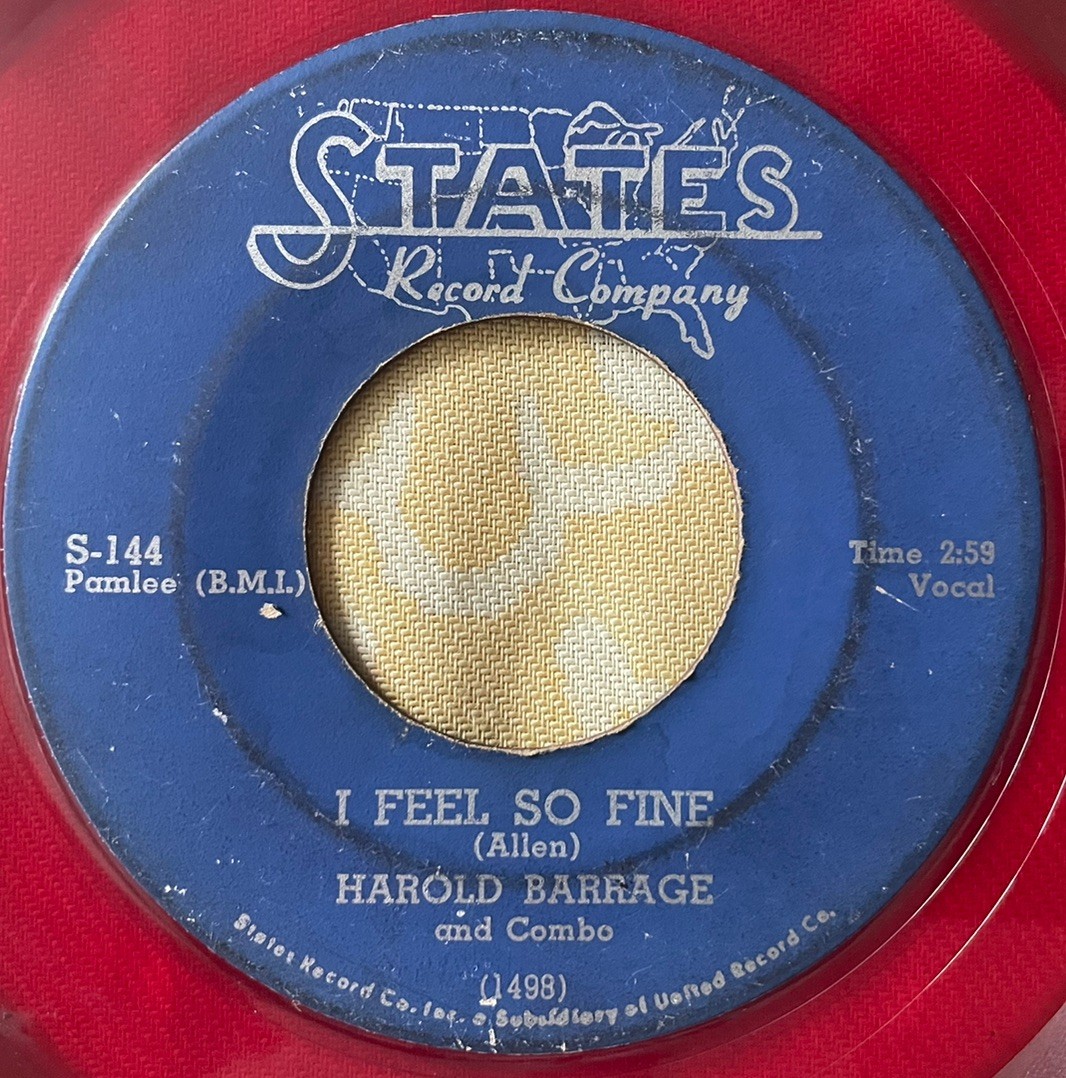 STATES
Record Company
S-144
Pamlee (B.M.I.)
Time 2:59
Vocal
I FEEL SO FINE
(Allen)
HAROLD BARRAGE
and Combo
(1498)
States Record Co. Inc. a Subsidiary of United Record Co.